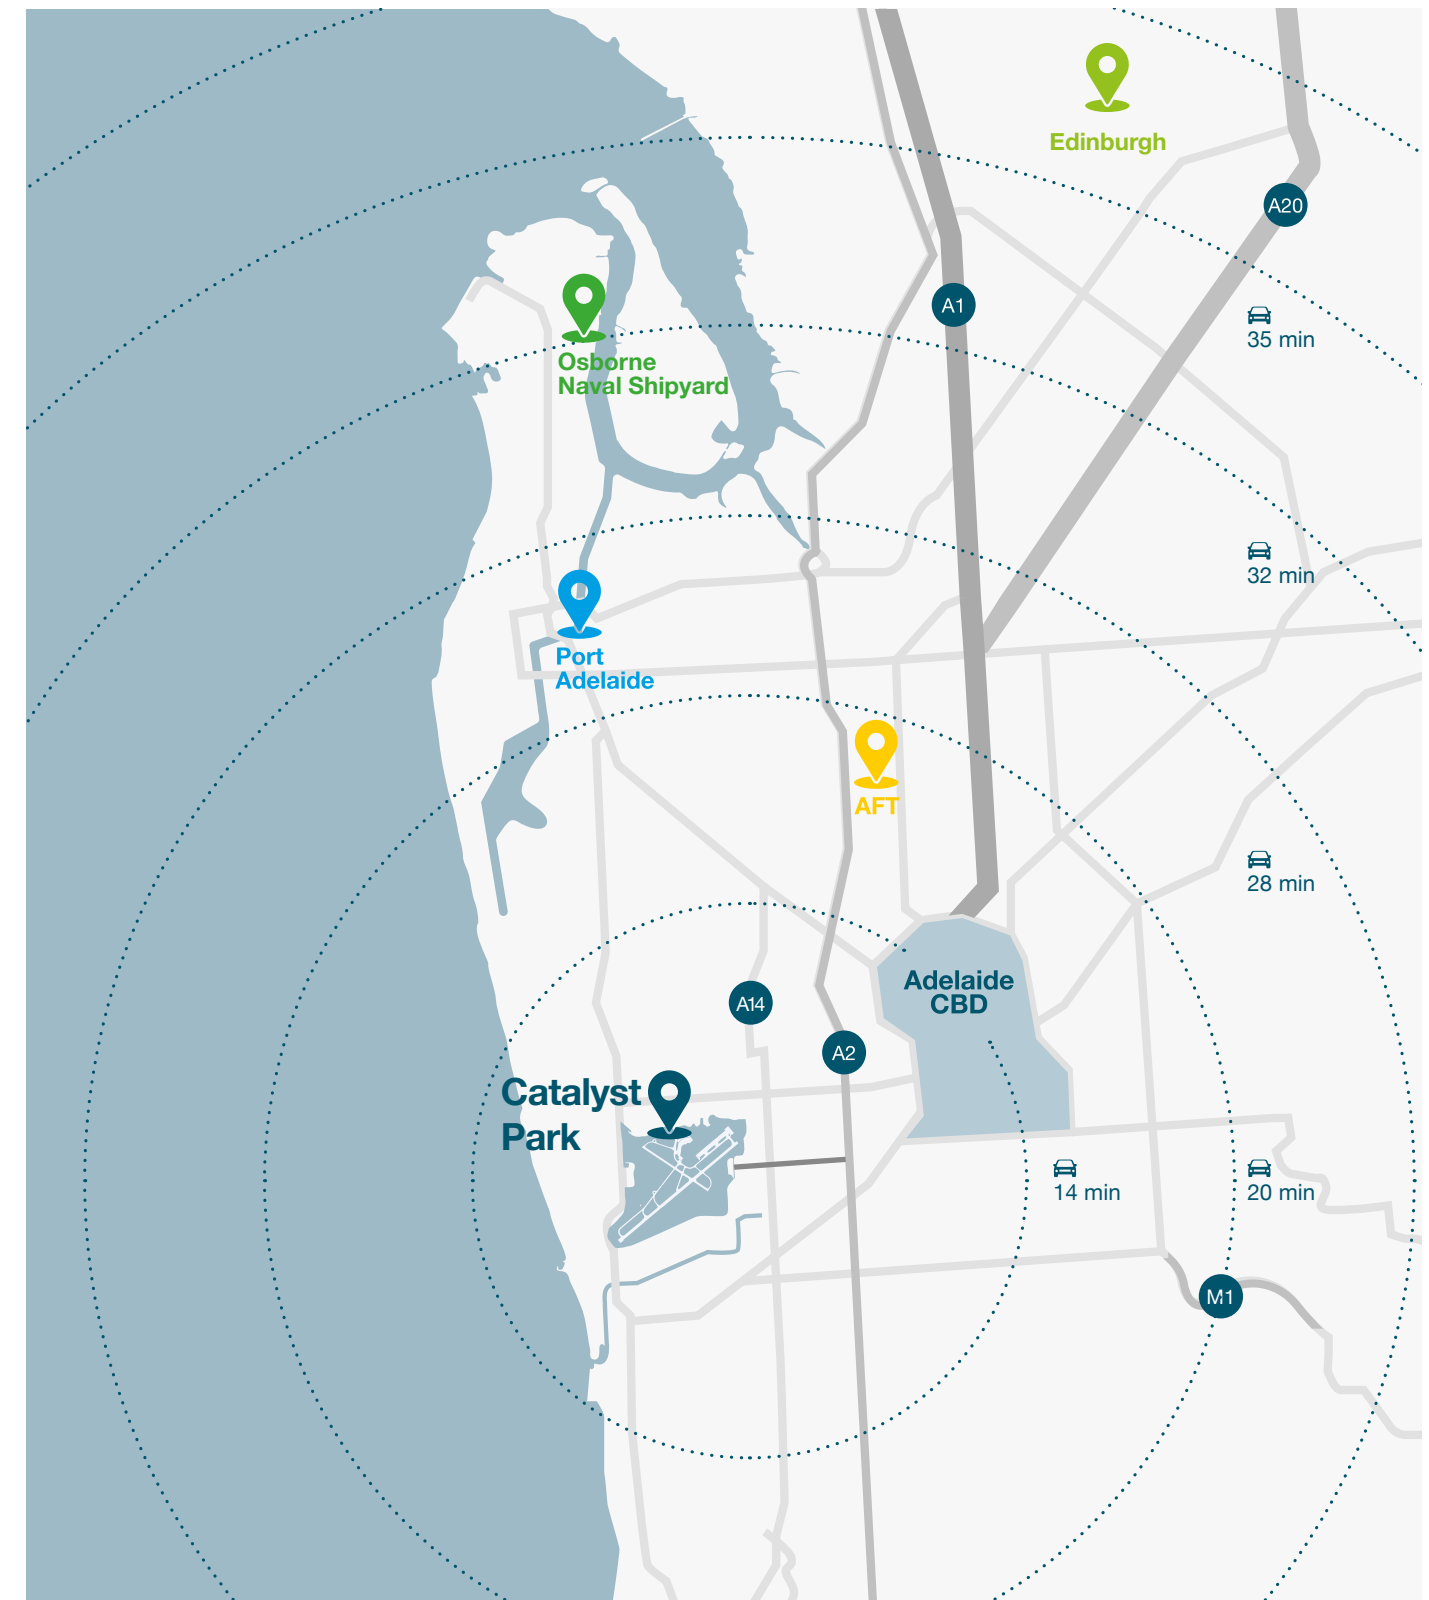 Edinburgh
A20
A1
35 min
Osborne
Naval Shipyard
32 min
Port
Adelaide
AFT
28 min
Adelaide
CBD
A14
A2
Catalyst
Park
14 min
20 min
M1